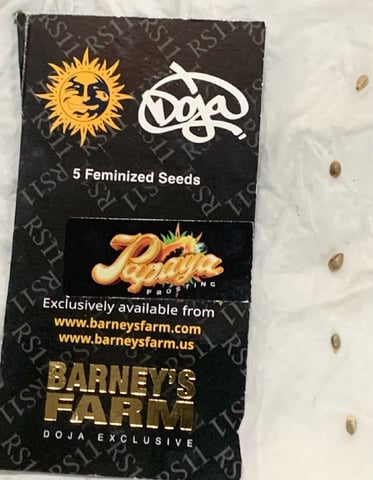 Doja
5 Feminized Seeds
Papaya
FROSTING
Exclusively available from
www.barneysfarm.com
www.barneysfarm.us
BARNEY'S
FARM
DOJA EXCLUSIVE
RS11